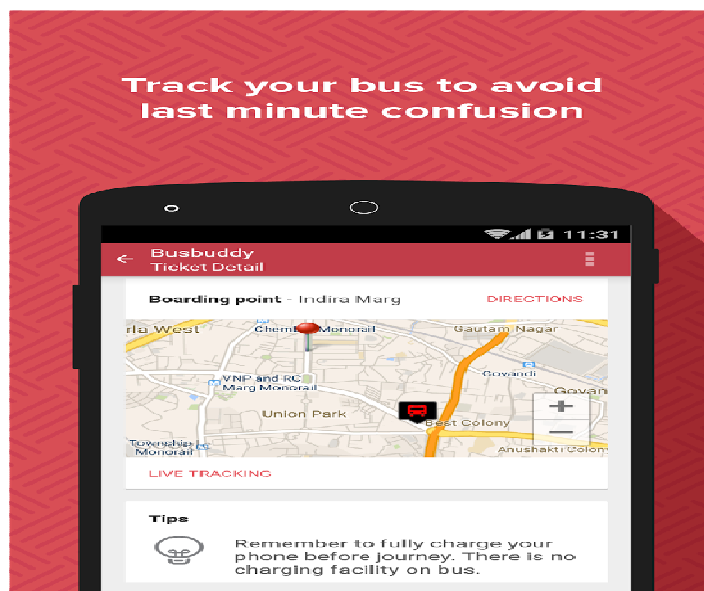 Track your bus to avoid
last minute confusion
11:31
Busbuddy
Ticket Detail
Boarding point - Indira Marg
DIRECTIONS
rla West
Chemb Monorail
Gautam Nagar
Govandi
VNP and RC
Marg Monorail
Govan
Union Park
Best Colony
Township
Monorail
Anushakti Colony
LIVE TRACKING
Tips
Remember to fully charge your
phone before journey. There is no
charging facility on bus.